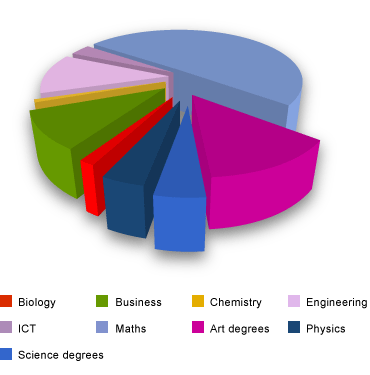 Biology Business Chemistry Engineering
ICT Maths Art degrees Physics
Science degrees